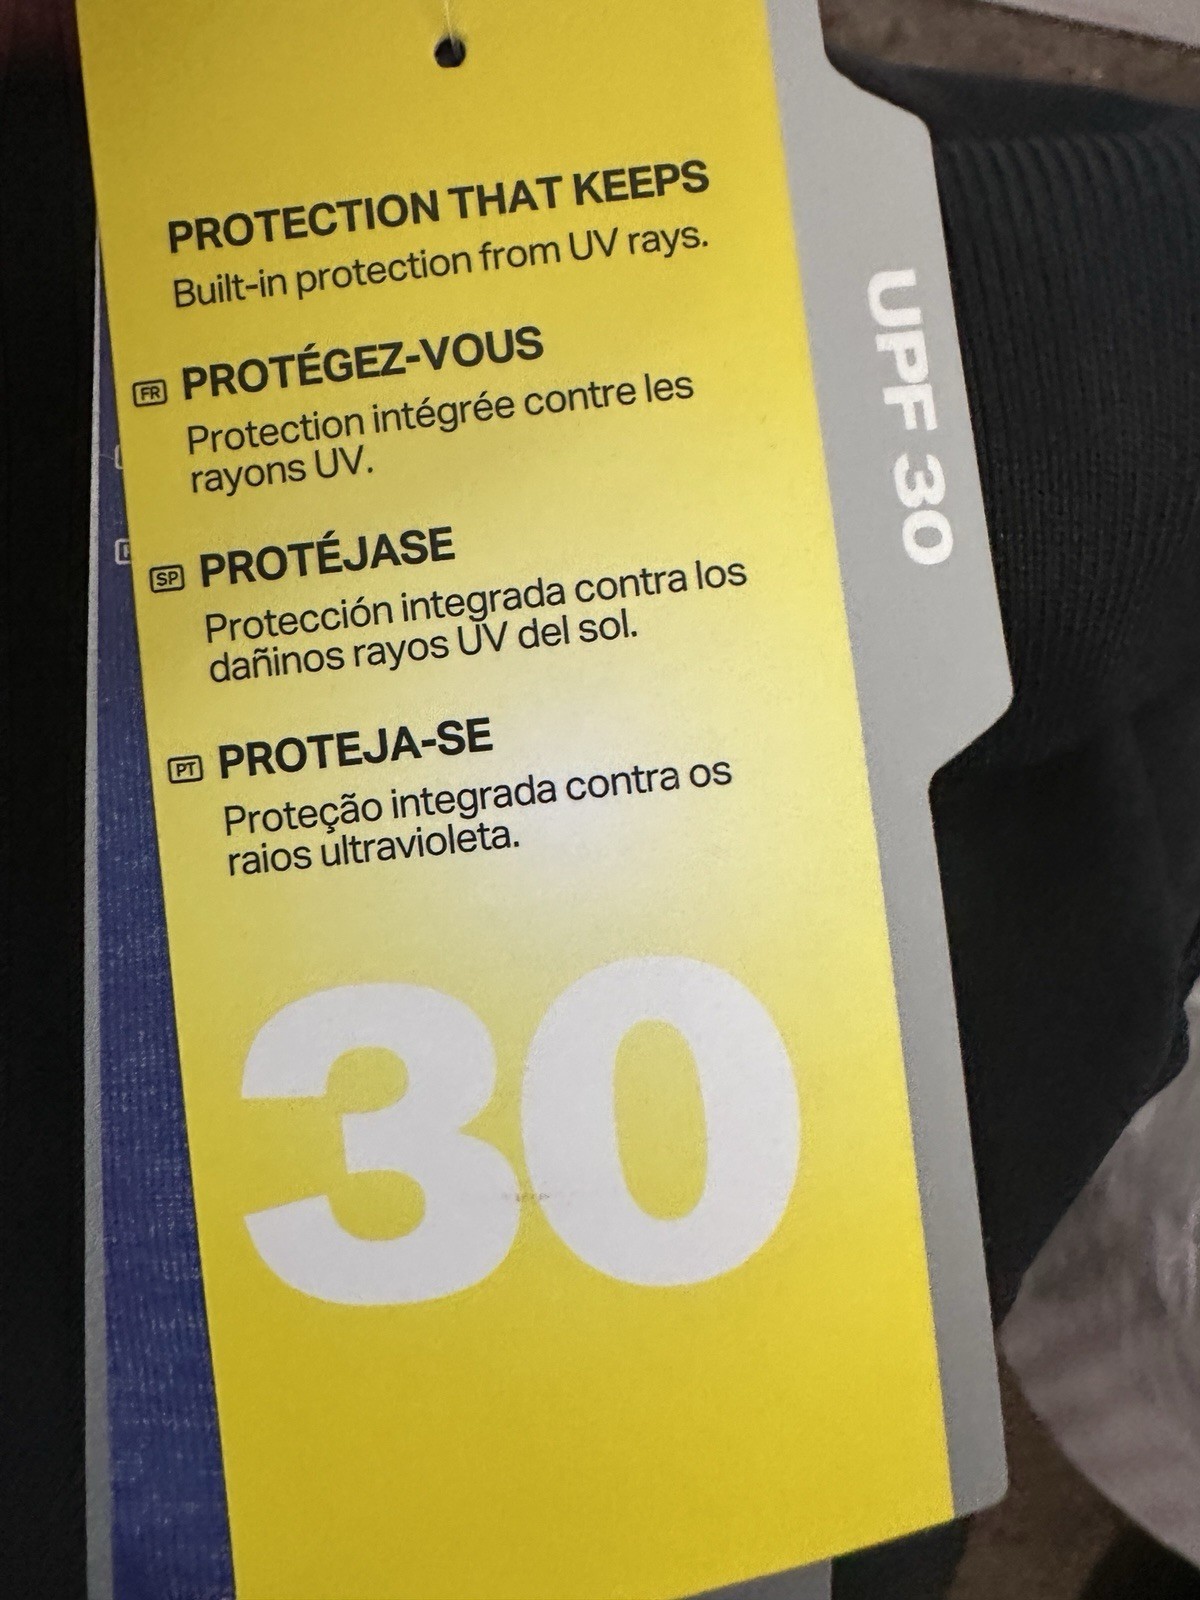 PROTECTION THAT KEEPS
Built-in protection from UV rays.
FR PROTÉGEZ-VOUS
Protection intégrée contre les
rayons UV.
SP PROTÉJASE
Protección integrada contra los
dañinos rayos UV del sol.
PT PROTEJA-SE
Proteção integrada contra os
raios ultravioleta.
30
UPF 30